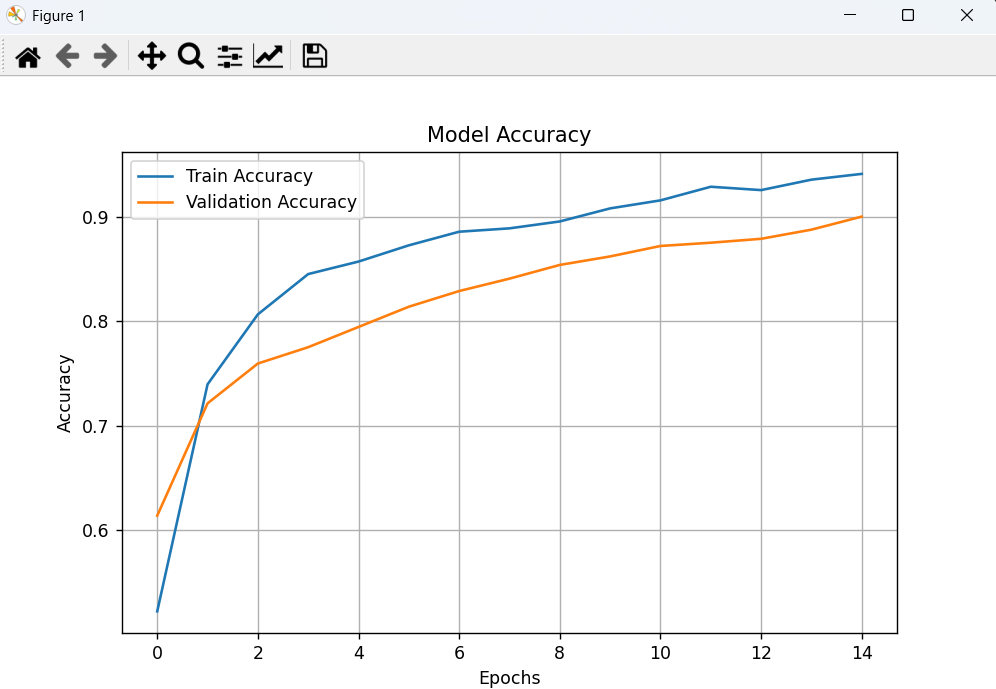 Figure 1
Model Accuracy
Train Accuracy
Validation Accuracy
0.9
0.8
0.7
0.6
Accuracy
0 2 4 6 8 10 12 14
Epochs